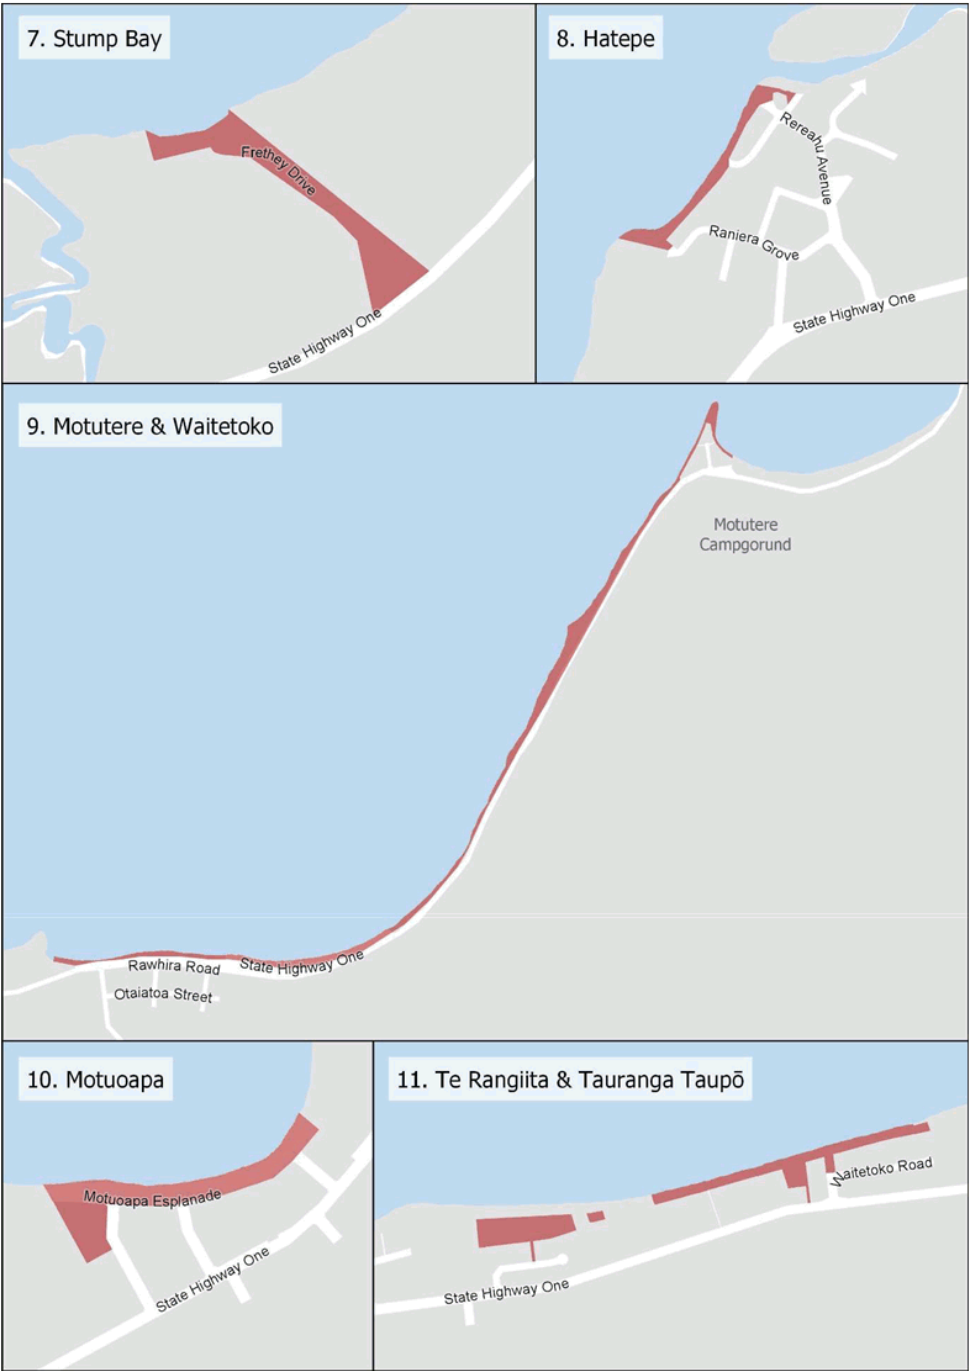 7. Stump Bay
Frethey Drive
State Highway One
8. Hatepe
Rereahu Avenue
Raniera Grove
State Highway One
9. Motutere & Waitetoko
Motutere
Campgorund
Rawhira Road
State Highway One
Otaiatoa Street
10. Motuoapa
Motuoapa Esplanade
State Highway One
11. Te Rangiita & Tauranga Taupō
Waitetoko Road
State Highway One